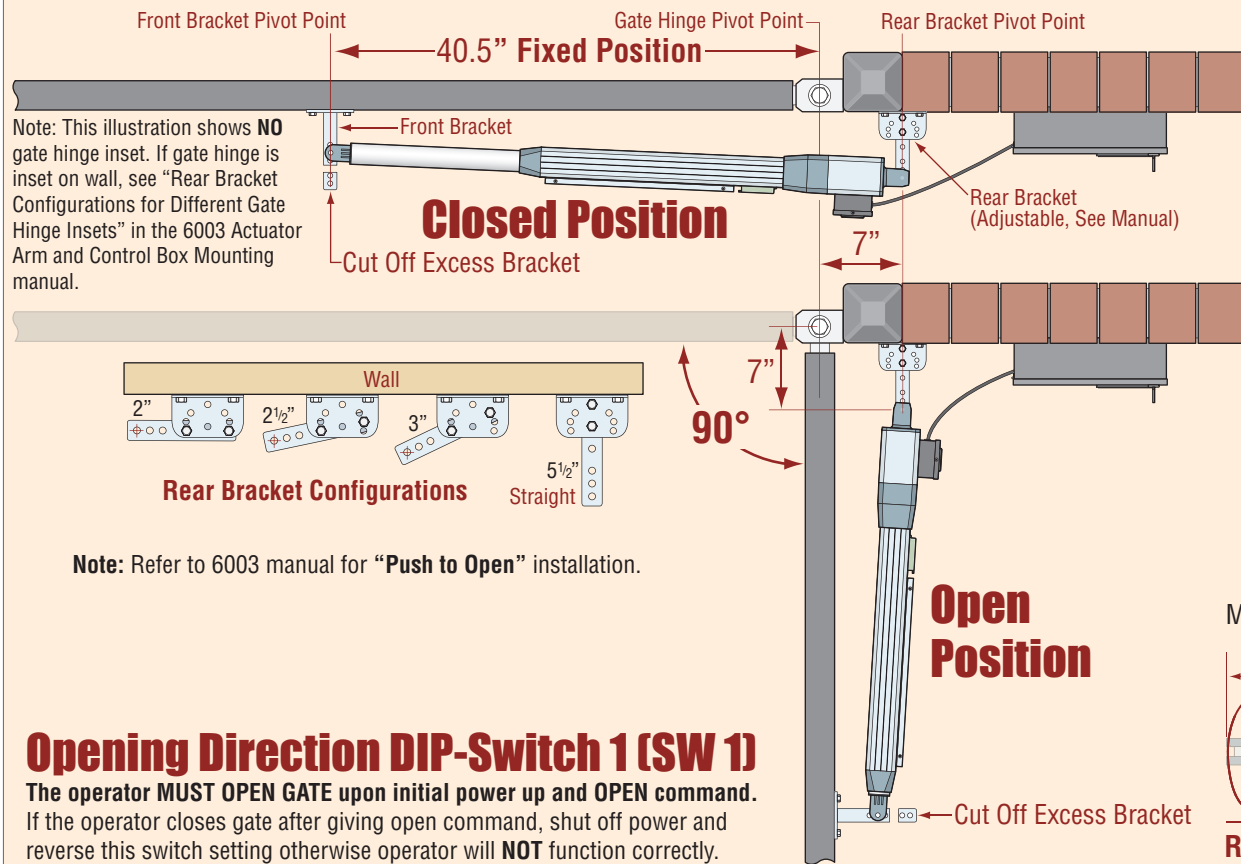 Front Bracket Pivot Point
Gate Hinge Pivot Point
Rear Bracket Pivot Point
40.5” Fixed Position
Note: This illustration shows NO
gate hinge inset. If gate hinge is
inset on wall, see “Rear Bracket
Configurations for Different Gate
Hinge Insets” in the 6003 Actuator
Arm and Control Box Mounting
manual.
Front Bracket
Closed Position
Cut Off Excess Bracket
Rear Bracket
(Adjustable, See Manual)
7”
7”
90°
Wall
2”
2½”
3”
5½”
Straight
Rear Bracket Configurations
Note: Refer to 6003 manual for “Push to Open” installation.
Open
Position
M
Opening Direction DIP-Switch 1 (SW 1)
The operator MUST OPEN GATE upon initial power up and OPEN command.
If the operator closes gate after giving open command, shut off power and
reverse this switch setting otherwise operator will NOT function correctly.
Cut Off Excess Bracket
R